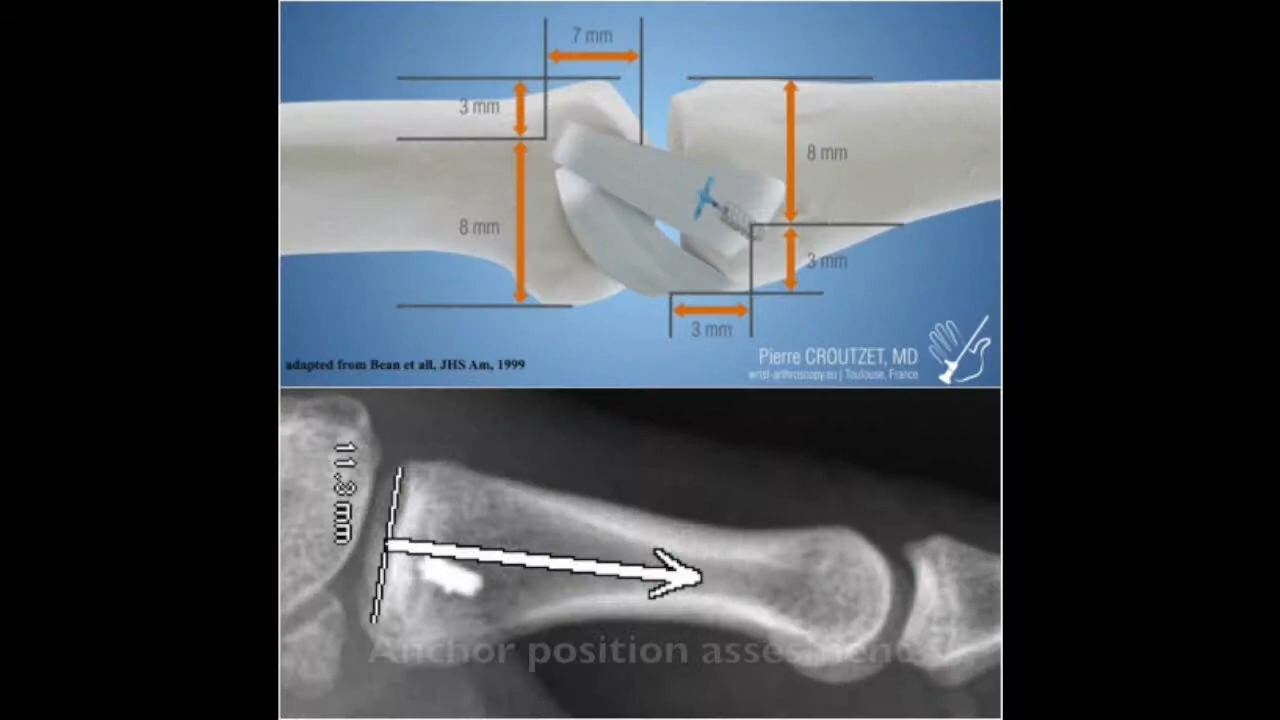 7 mm
3 mm
8 mm
8 mm
3 mm
3 mm
Pierre CROUTZET, MD
wrist-arthroscopy.eu | Toulouse, France
adapted from Bean et all, JHS Am, 1999
11,3 mm
Anchor position assesment